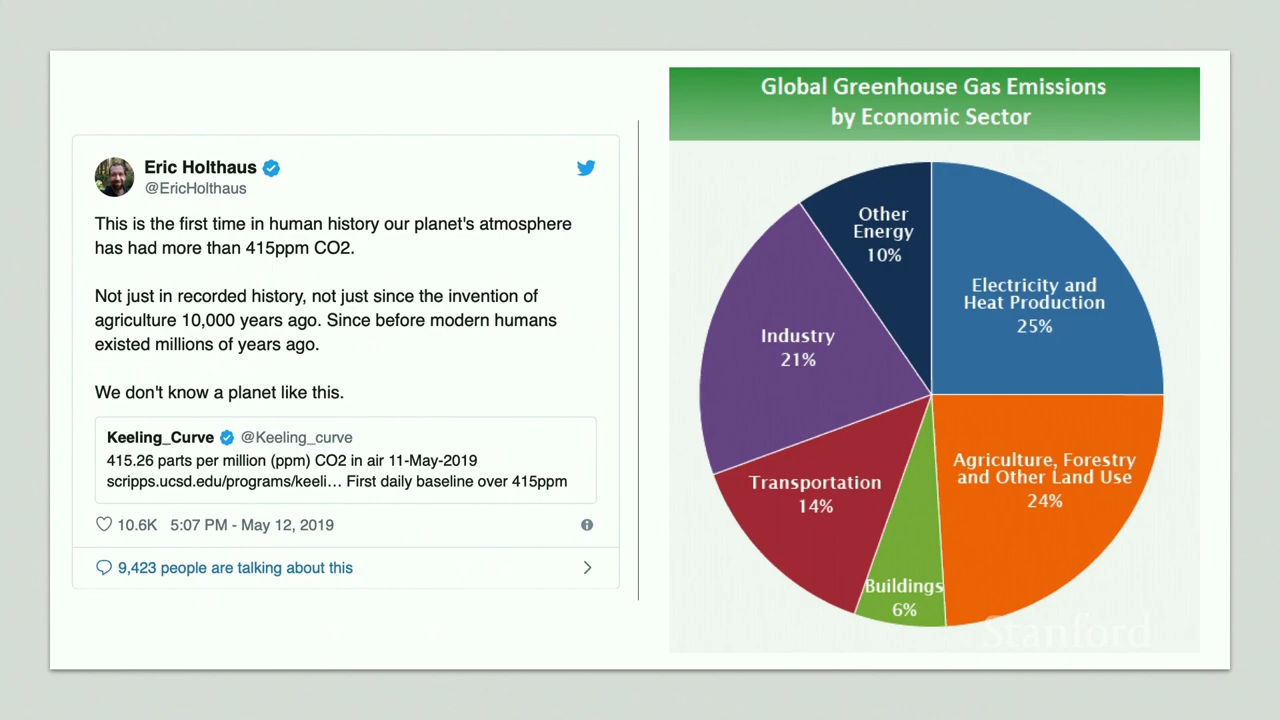 Eric Holthaus
@EricHolthaus
This is the first time in human history our planet's atmosphere
has had more than 415ppm CO2.
Not just in recorded history, not just since the invention of
agriculture 10,000 years ago. Since before modern humans
existed millions of years ago.
We don't know a planet like this.
Keeling_Curve @Keeling_curve
415.26 parts per million (ppm) CO2 in air 11-May-2019
scripps.ucsd.edu/programs/keeli... First daily baseline over 415ppm
10.6K 5:07 PM - May 12, 2019
9,423 people are talking about this
Global Greenhouse Gas Emissions
by Economic Sector
Other
Energy
10%
Electricity and
Heat Production
25%
Industry
21%
Agriculture, Forestry
and Other Land Use
24%
Transportation
14%
Buildings
6%
Stanford